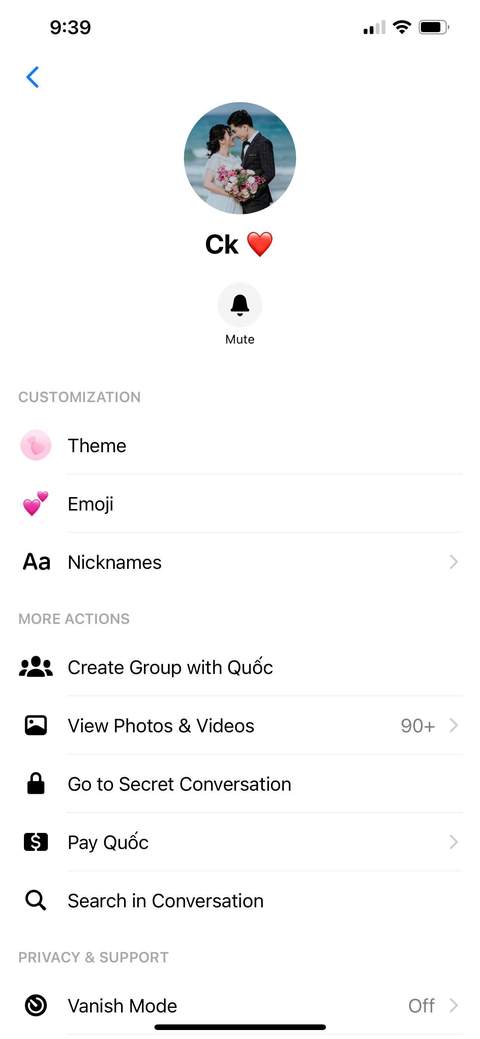 9:39
Ck ❤️
Mute
CUSTOMIZATION
Theme
💕 Emoji
Aa Nicknames
MORE ACTIONS
Create Group with Quốc
View Photos & Videos 90+
Go to Secret Conversation
Pay Quốc
Search in Conversation
PRIVACY & SUPPORT
Vanish Mode Off